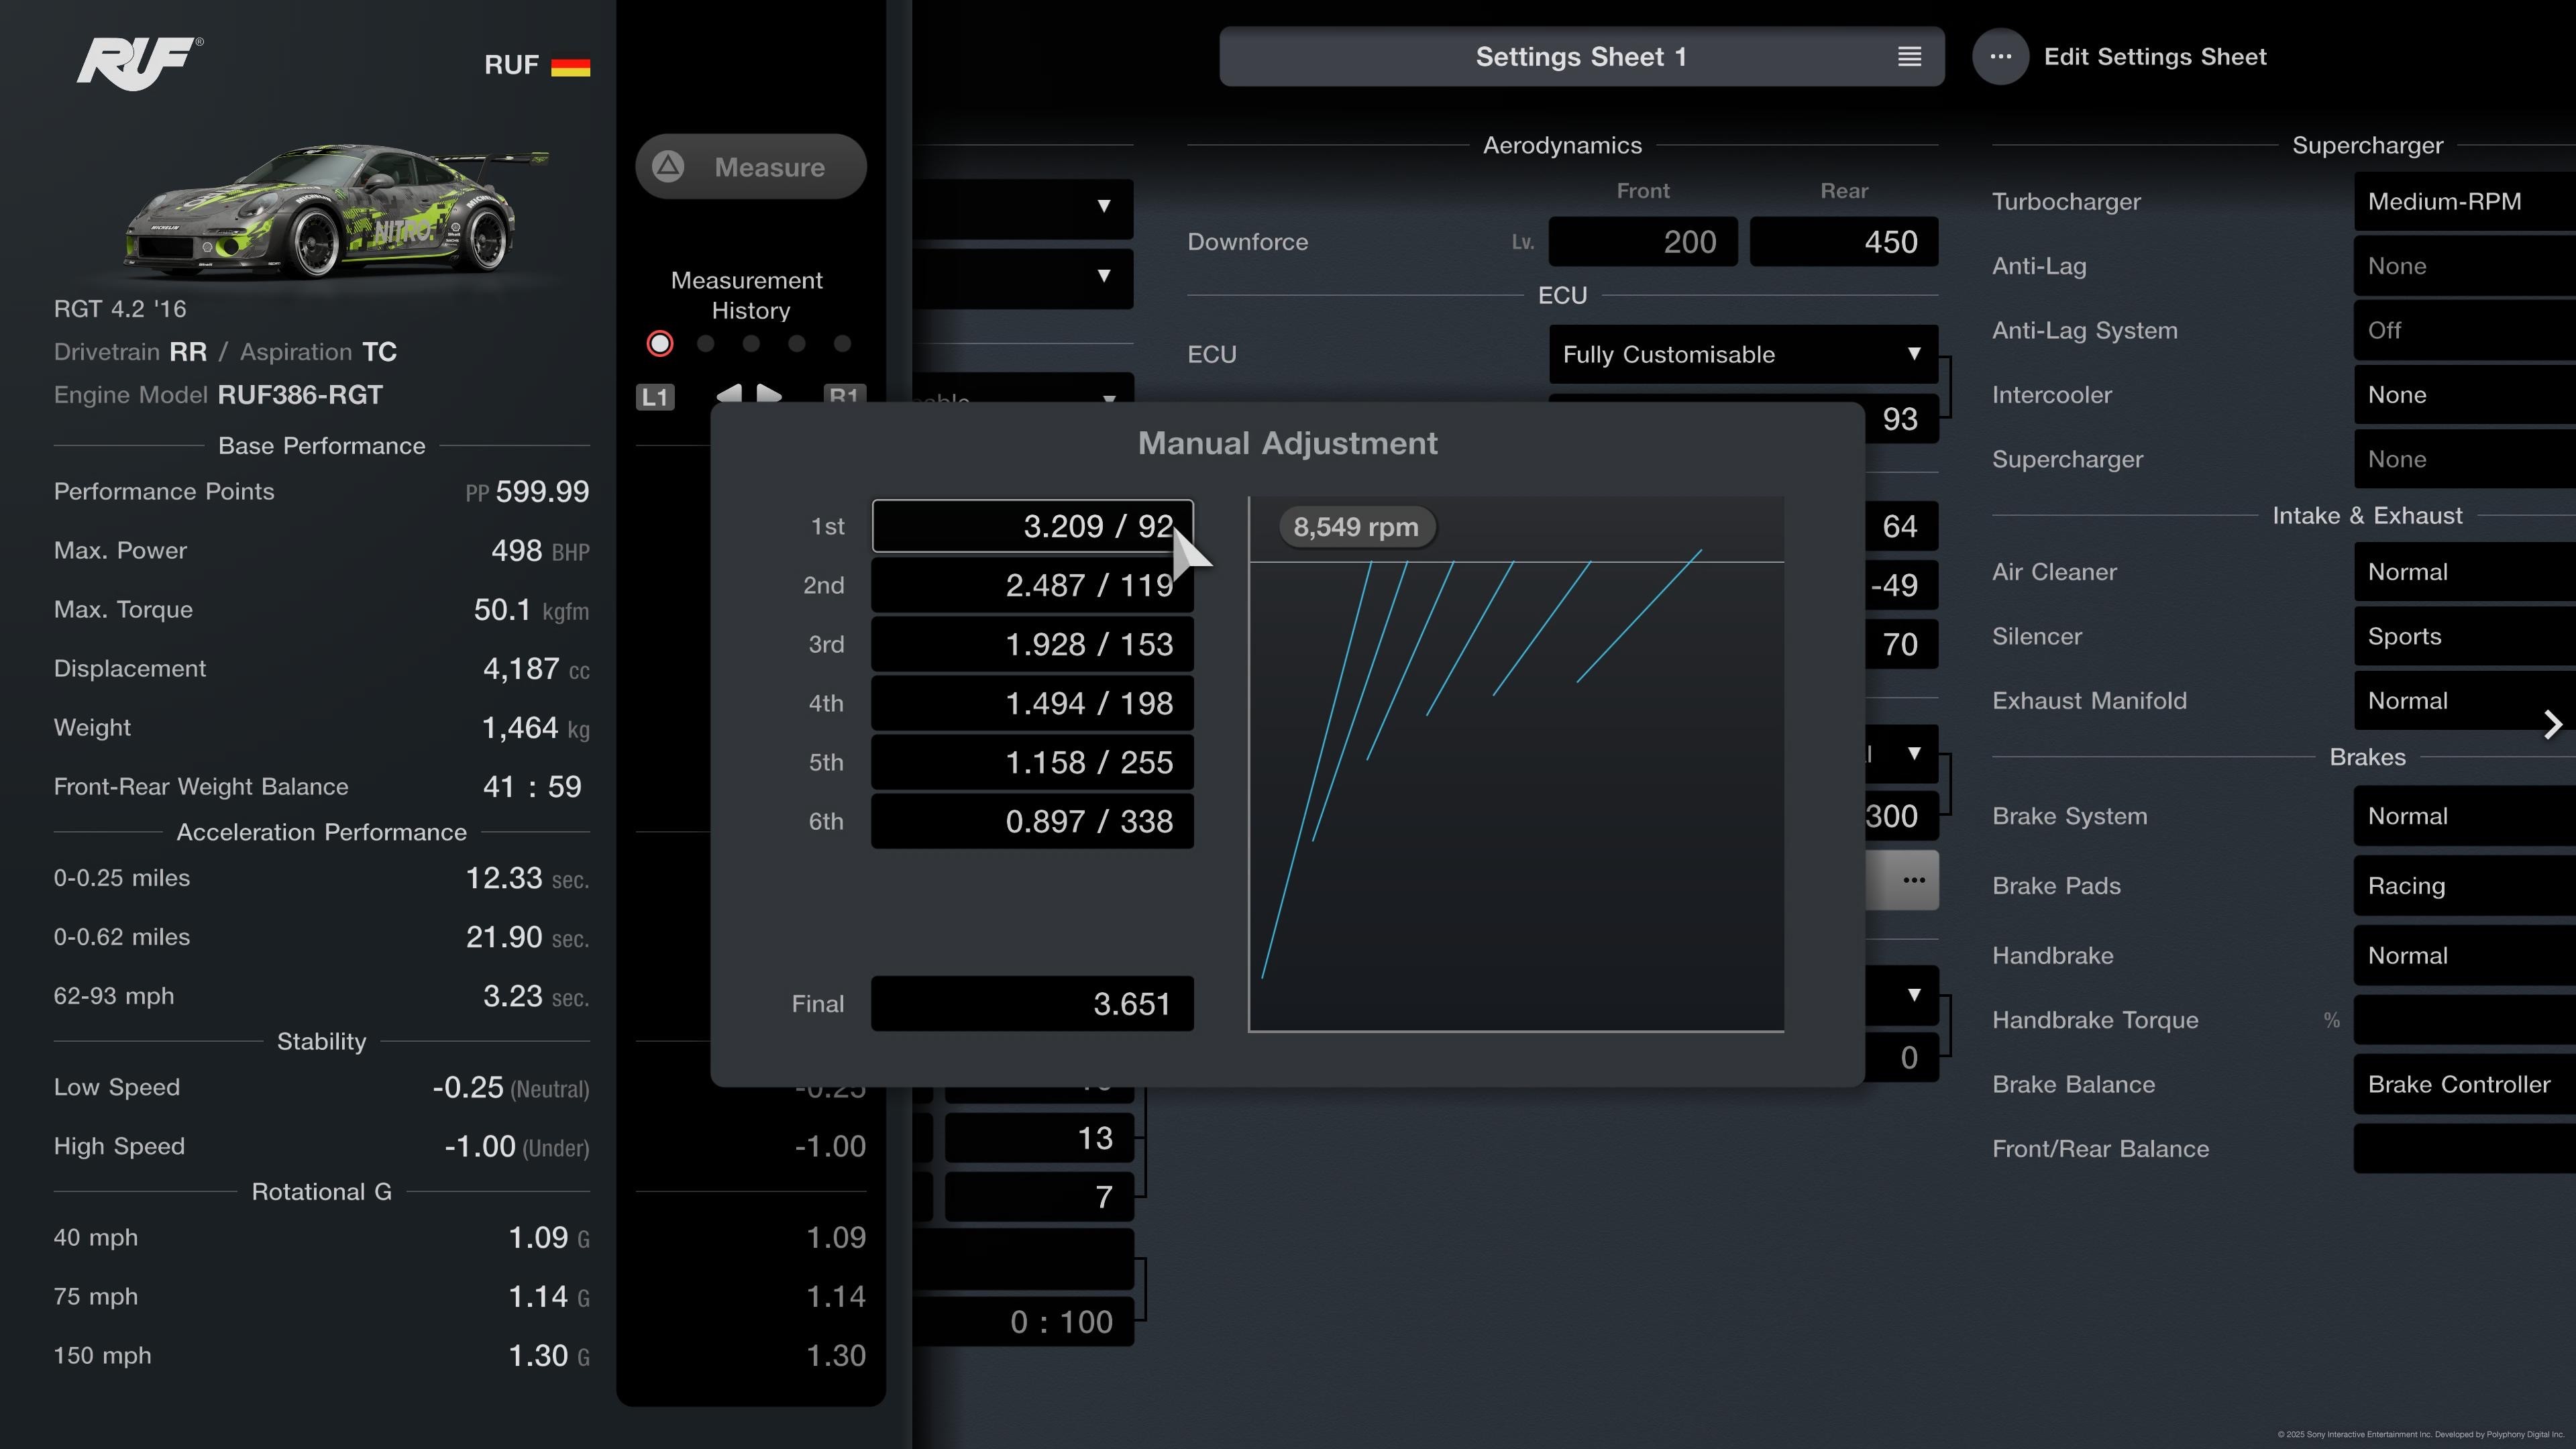 RUF®
RUF
RGT 4.2 '16
Drivetrain RR / Aspiration TC
Engine Model RUF386-RGT
Base Performance
Performance Points PP 599.99
Max. Power 498 BHP
Max. Torque 50.1 kgfm
Displacement 4,187 cc
Weight 1,464 kg
Front-Rear Weight Balance 41 : 59
Acceleration Performance
0-0.25 miles 12.33 sec.
0-0.62 miles 21.90 sec.
62-93 mph 3.23 sec.
Stability
Low Speed -0.25 (Neutral)
High Speed -1.00 (Under)
Rotational G
40 mph 1.09 G
75 mph 1.14 G
150 mph 1.30 G
Measure
Measurement
History
L1 R1
-0.25
-1.00
1.09
1.14
1.30
13
7
0 : 100
Settings Sheet 1
Edit Settings Sheet
Aerodynamics
Front Rear
Downforce Lv. 200 450
ECU
ECU Fully Customisable
93
64
-49
70
300
0
Manual Adjustment
1st 3.209 / 92
2nd 2.487 / 119
3rd 1.928 / 153
4th 1.494 / 198
5th 1.158 / 255
6th 0.897 / 338
Final 3.651
8,549 rpm
Supercharger
Turbocharger Medium-RPM
Anti-Lag None
Anti-Lag System Off
Intercooler None
Supercharger None
Intake & Exhaust
Air Cleaner Normal
Silencer Sports
Exhaust Manifold Normal
Brakes
Brake System Normal
Brake Pads Racing
Handbrake Normal
Handbrake Torque %
Brake Balance Brake Controller
Front/Rear Balance
NITRO
MICHELIN
© 2025 Sony Interactive Entertainment Inc. Developed by Polyphony Digital Inc.